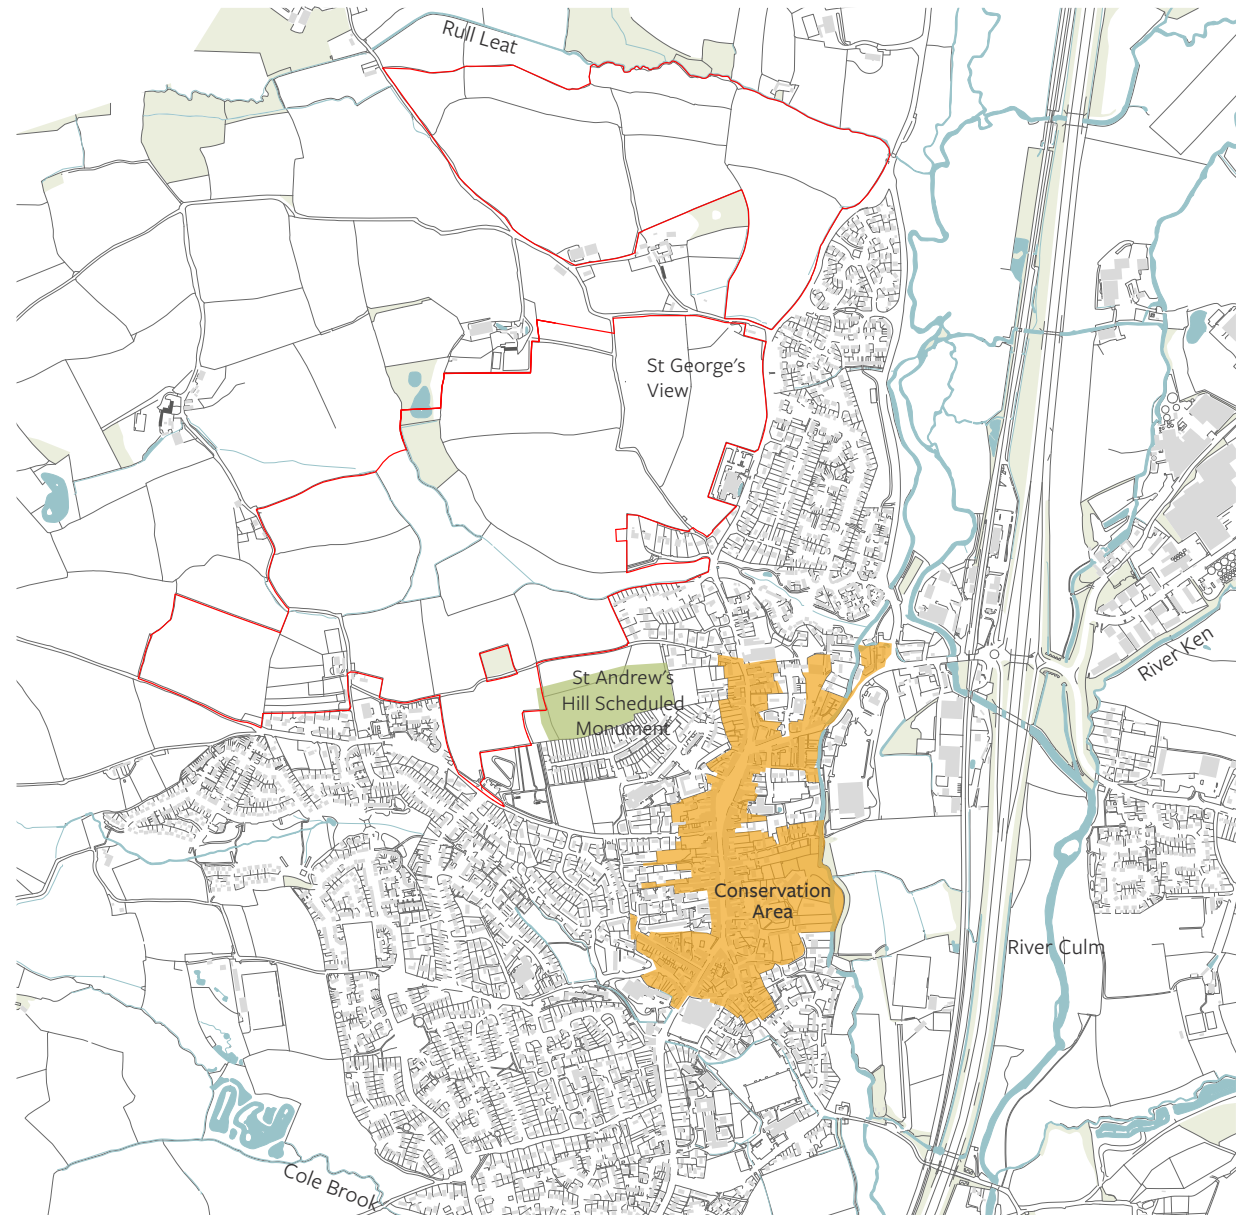 Rull Leat
St George's
View
River Ken
St Andrew's
Hill Scheduled
Monument
Conservation
Area
River Culm
Cole Brook